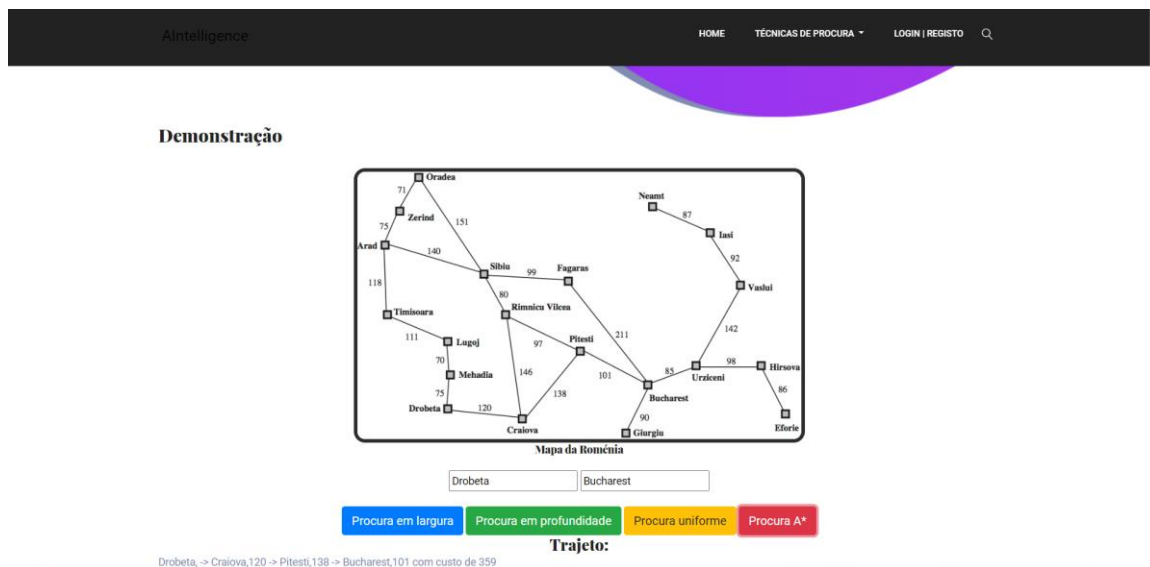 AIntelligence
HOME TÉCNICAS DE PROCURA LOGIN | REGISTO
Demonstração
Oradea
71
Neamt
Zerind
87
75
151
Iasi
Arad
140
92
Sibiu
99
Fagaras
118
80
Vaslui
Timisoara
Rimnicu Vilcea
111
Lugoj
97
Pitesti
211
142
70
Mehadia
146
101
85
98
Hirsova
Urziceni
75
138
86
Bucharest
Drobeta
120
90
Craiova
Giurgiu
Eforie
Mapa da Roménia
Drobeta Bucharest
Procura em largura Procura em profundidade Procura uniforme Procura A*
Trajeto:
Drobeta, -> Craiova,120 -> Pitesti,138 -> Bucharest,101 com custo de 359